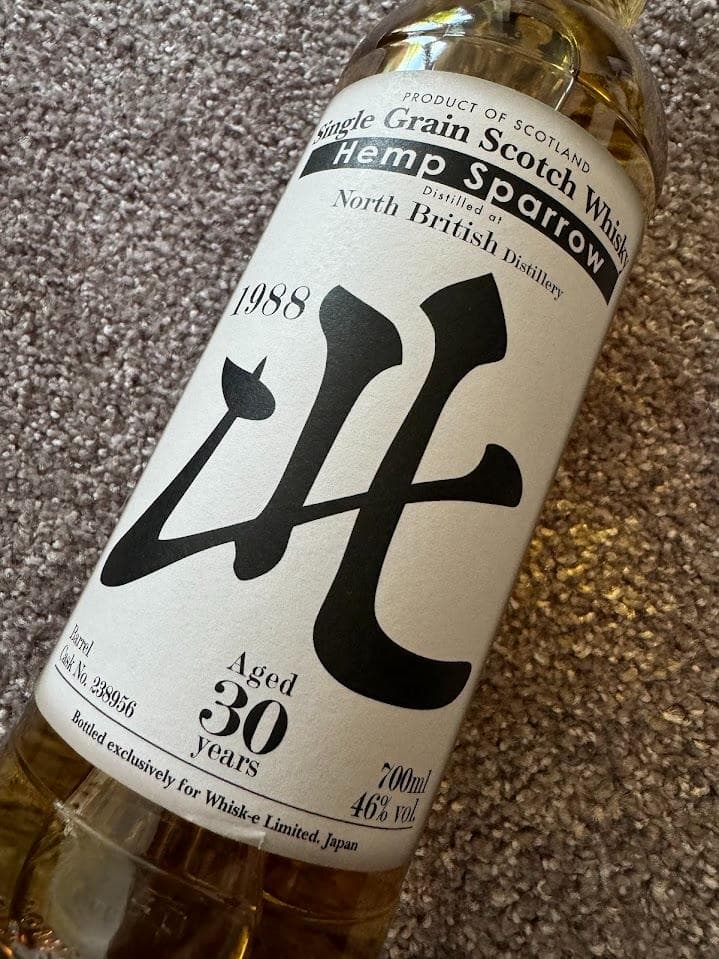 PRODUCT OF SCOTLAND
Single Grain Scotch Whisky
Hemp Sparrow
Distilled at
North British Distillery
1988
北
Barrel
Cask No. 238956
Aged
30
years
700ml
46% vol.
Bottled exclusively for Whisk-e Limited, Japan